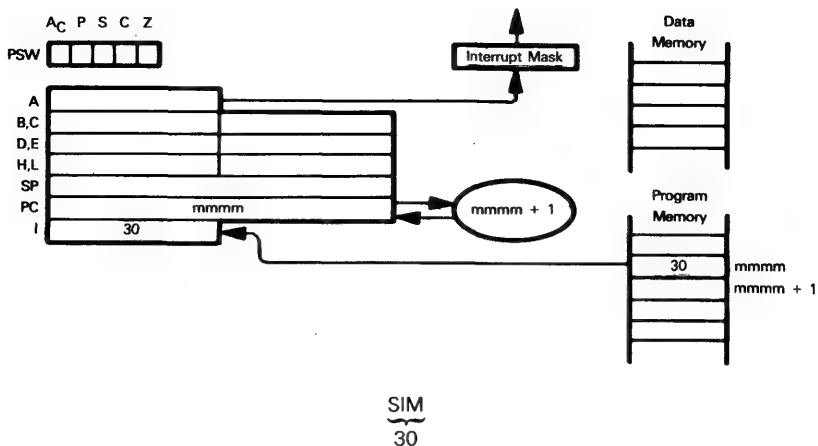 AC P S C Z
PSW
A
B,C
D,E
H,L
SP
PC mmmm
I 30
Interrupt Mask
mmmm + 1
Data
Memory
Program
Memory
30 mmmm
mmmm + 1
SIM
30